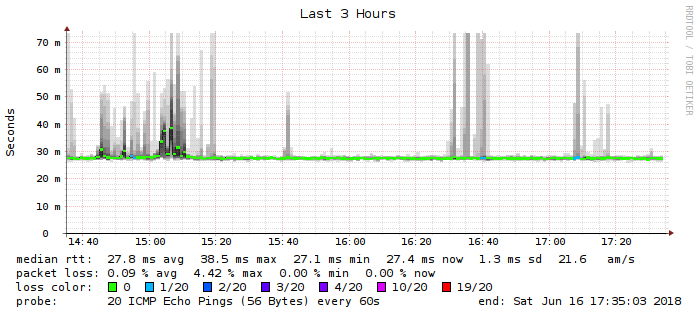 Last 3 Hours
RRDTOOL / TOBI OETIKER
Seconds
70 m
60 m
50 m
40 m
30 m
20 m
10 m
0
14:40 15:00 15:20 15:40 16:00 16:20 16:40 17:00 17:20
median rtt: 27.8 ms avg 38.5 ms max 27.1 ms min 27.4 ms now 1.3 ms sd 21.6 am/s
packet loss: 0.09 % avg 4.42 % max 0.00 % min 0.00 % now
loss color: 0 1/20 2/20 3/20 4/20 10/20 19/20
probe: 20 ICMP Echo Pings (56 Bytes) every 60s end: Sat Jun 16 17:35:03 2018